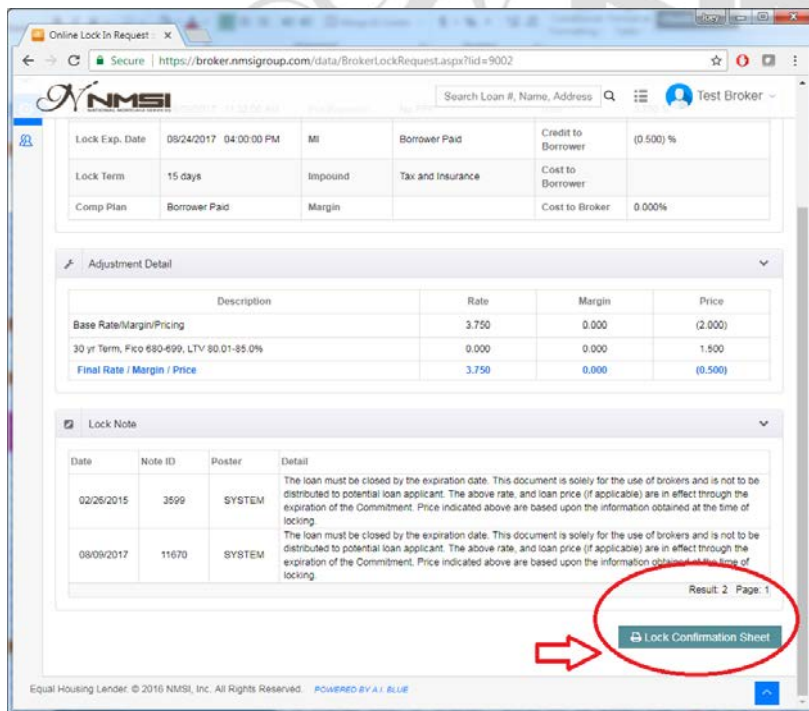 Joey
Online Lock In Request
Secure | https://broker.nmsigroup.com/data/BrokerLockRequest.aspx?lid=9002
NMSI
Search Loan #, Name, Address
Test Broker
Lock Exp. Date 08/24/2017 04:00:00 PM MI Borrower Paid Credit to Borrower (0.500) %
Lock Term 15 days Impound Tax and Insurance Cost to Borrower
Comp Plan Borrower Paid Margin Cost to Broker 0.000%
Adjustment Detail
Description Rate Margin Price
Base Rate/Margin/Pricing 3.750 0.000 (2.000)
30 yr Term, Fico 680-699, LTV 80.01-85.0% 0.000 0.000 1.500
Final Rate / Margin / Price 3.750 0.000 (0.500)
Lock Note
Date Note ID Poster Detail
02/26/2015 3599 SYSTEM The loan must be closed by the expiration date. This document is solely for the use of brokers and is not to be
distributed to potential loan applicant. The above rate, and loan price (if applicable) are in effect through the
expiration of the Commitment. Price indicated above are based upon the information obtained at the time of
locking.
08/09/2017 11670 SYSTEM The loan must be closed by the expiration date. This document is solely for the use of brokers and is not to be
distributed to potential loan applicant. The above rate, and loan price (if applicable) are in effect through the
expiration of the Commitment. Price indicated above are based upon the information obtained at the time of
locking.
Result: 2 Page: 1
Lock Confirmation Sheet
Equal Housing Lender. © 2016 NMSI, Inc. All Rights Reserved. POWERED BY A.I. BLUE